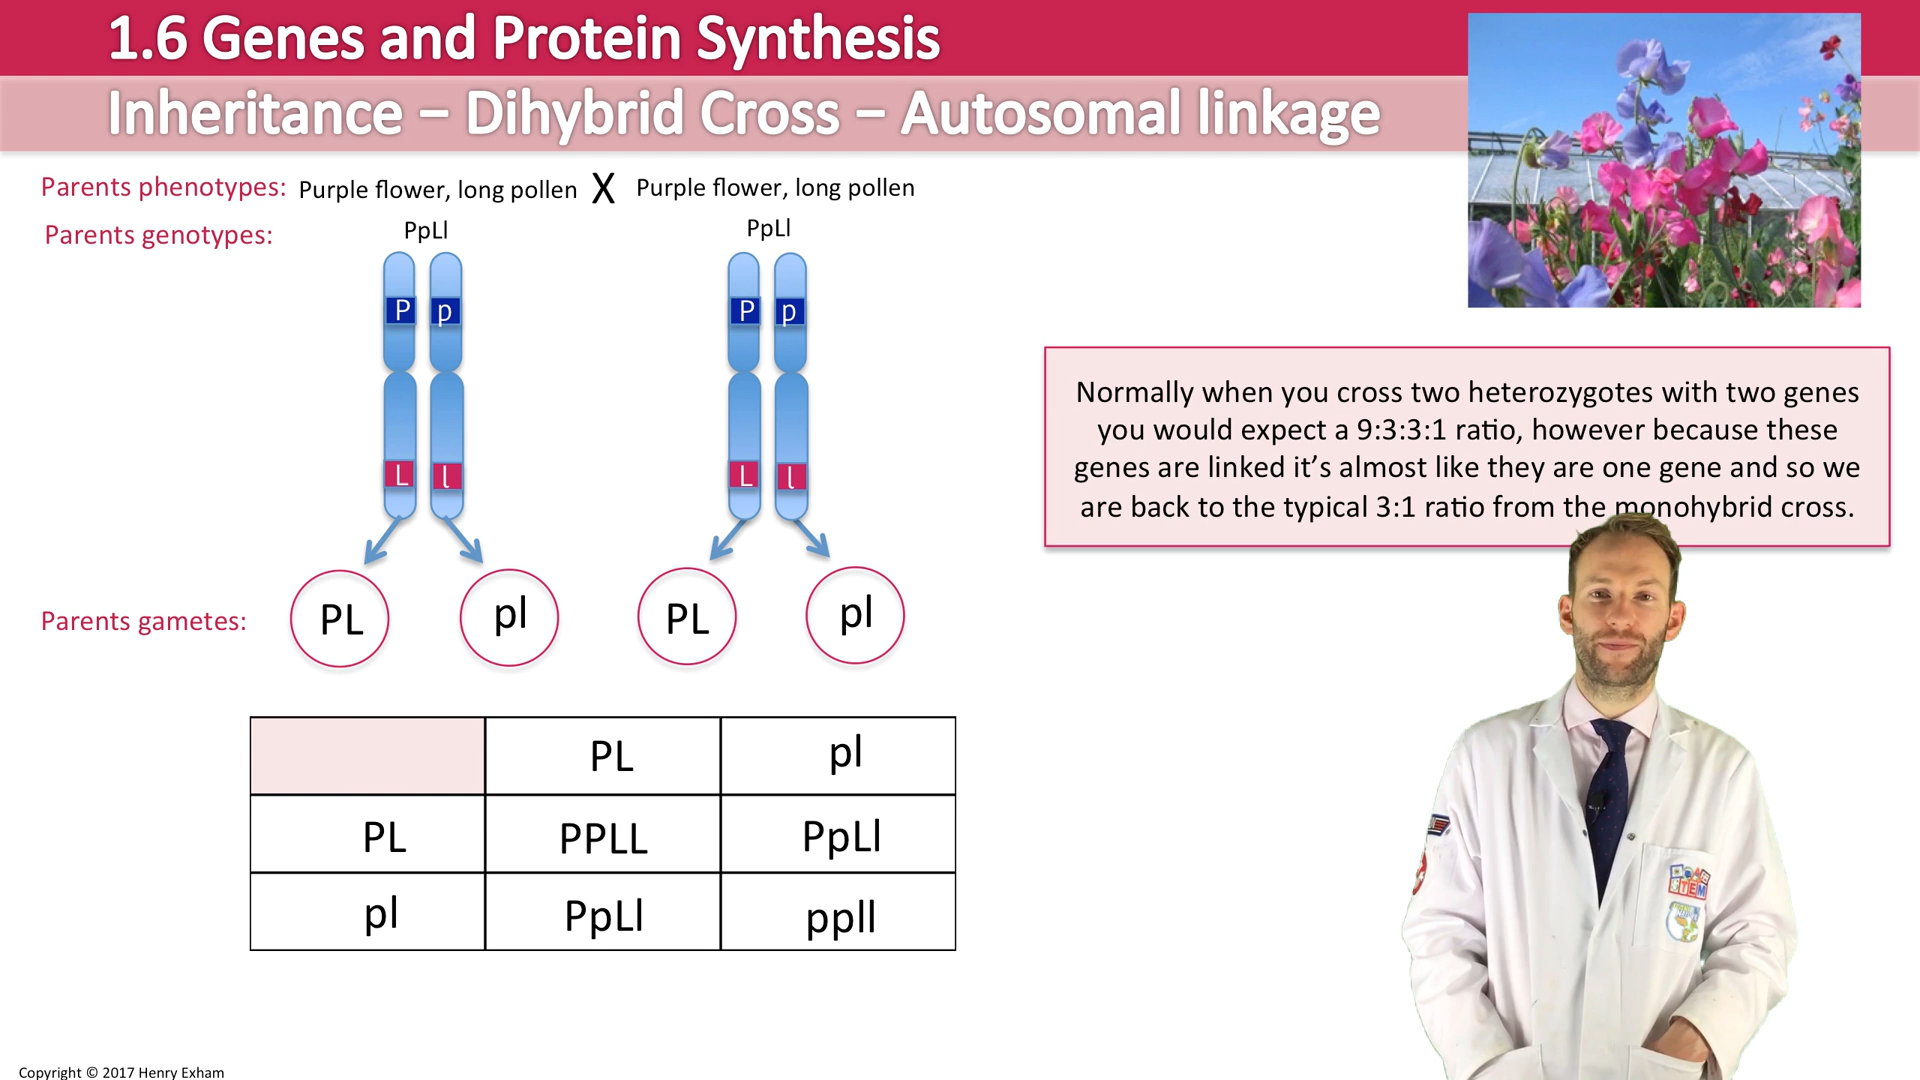 1.6 Genes and Protein Synthesis
Inheritance – Dihybrid Cross – Autosomal linkage
Parents phenotypes: Purple flower, long pollen X Purple flower, long pollen
Parents genotypes: PpLl PpLl
P p P p
L l L l
Normally when you cross two heterozygotes with two genes
you would expect a 9:3:3:1 ratio, however because these
genes are linked it’s almost like they are one gene and so we
are back to the typical 3:1 ratio from the monohybrid cross.
Parents gametes: PL pl PL pl
PL pl
PL PPLL PpLl
pl PpLl ppll
STEM
Copyright © 2017 Henry Exham